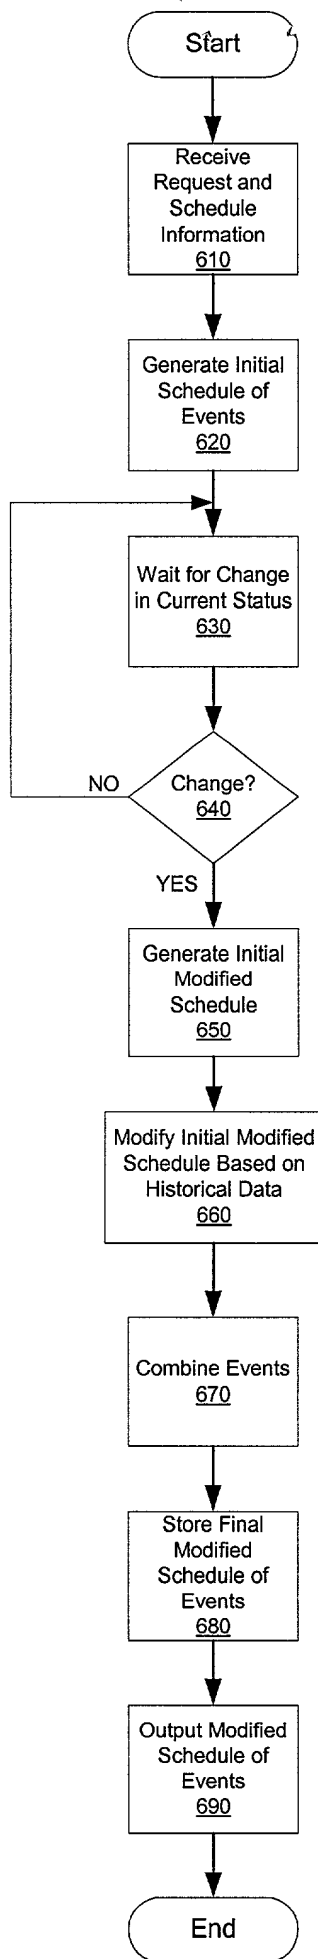 Start
Receive
Request and
Schedule
Information
610
Generate Initial
Schedule of
Events
620
Wait for Change
in Current Status
630
Change?
640
NO
YES
Generate Initial
Modified
Schedule
650
Modify Initial Modified
Schedule Based on
Historical Data
660
Combine Events
670
Store Final
Modified
Schedule of
Events
680
Output Modified
Schedule of
Events
690
End